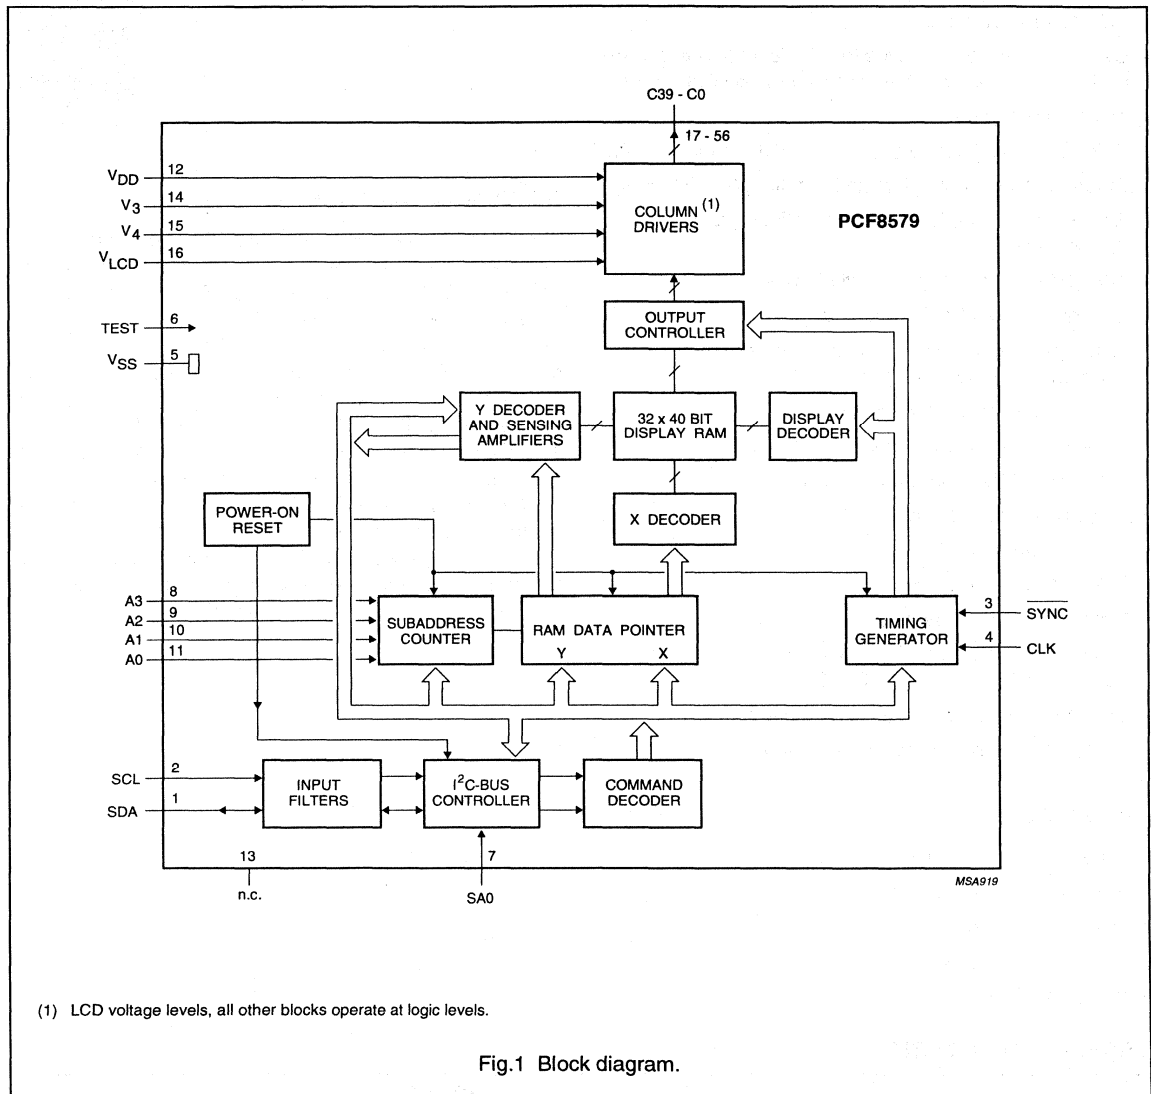 C39 - C0
17 - 56
VDD 12
V3 14
V4 15
VLCD 16
COLUMN (1)
DRIVERS
PCF8579
TEST 6
VSS 5
OUTPUT
CONTROLLER
Y DECODER
AND SENSING
AMPLIFIERS
32 x 40 BIT
DISPLAY RAM
DISPLAY
DECODER
POWER-ON
RESET
X DECODER
A3 8
A2 9
A1 10
A0 11
SUBADDRESS
COUNTER
RAM DATA POINTER
Y X
TIMING
GENERATOR
3 SYNC
4 CLK
SCL 2
SDA 1
INPUT
FILTERS
I2C-BUS
CONTROLLER
COMMAND
DECODER
13
n.c.
7
SA0
MSA919
(1) LCD voltage levels, all other blocks operate at logic levels.
Fig.1 Block diagram.